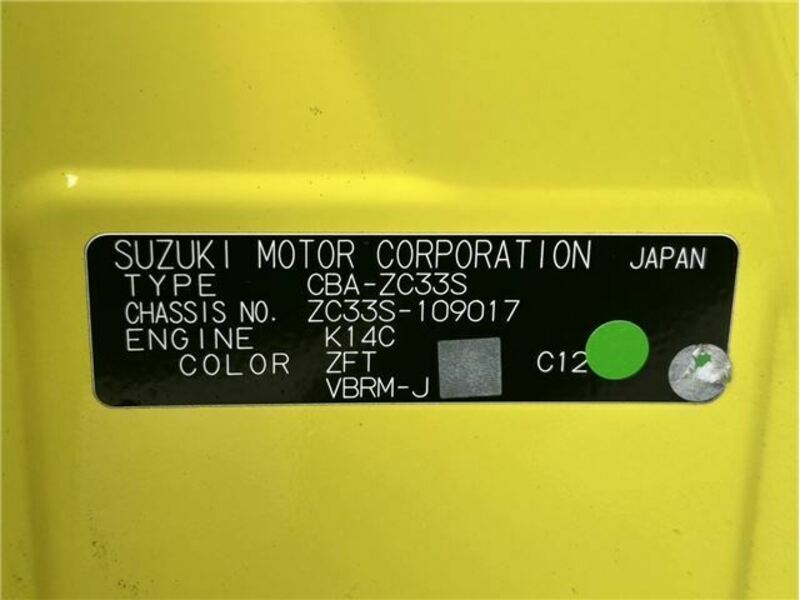 SUZUKI MOTOR CORPORATION JAPAN
TYPE CBA-ZC33S
CHASSIS NO. ZC33S-109017
ENGINE K14C
COLOR ZFT C12
VBRM-J